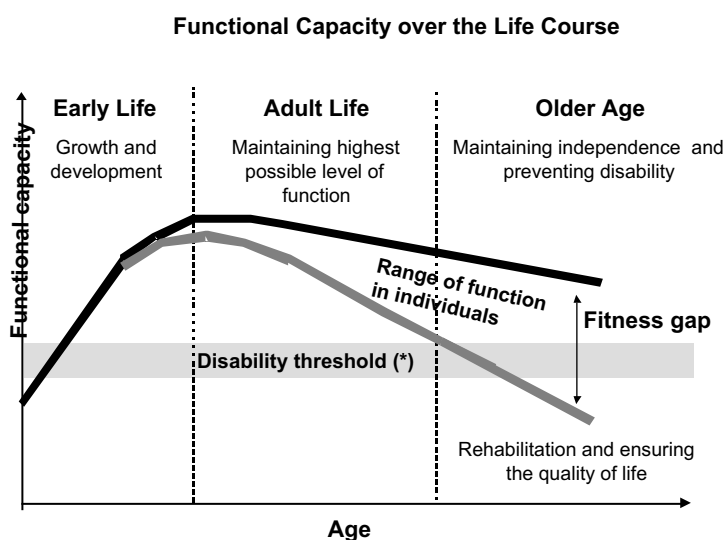 Functional Capacity over the Life Course
Early Life
Growth and
development
Adult Life
Maintaining highest
possible level of
function
Older Age
Maintaining independence and
preventing disability
Functional capacity
Range of function
in individuals
Fitness gap
Disability threshold (*)
Rehabilitation and ensuring
the quality of life
Age